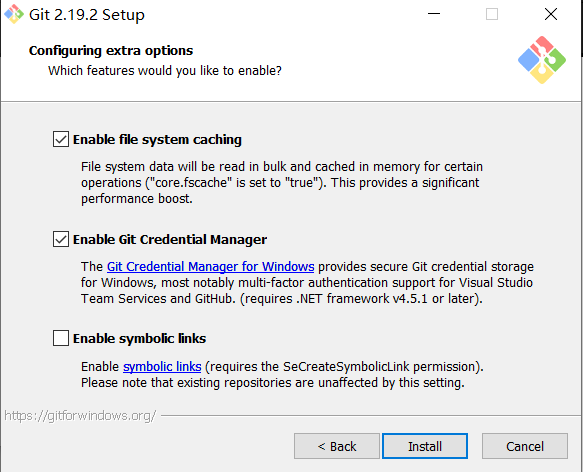 Git 2.19.2 Setup
Configuring extra options
Which features would you like to enable?
Enable file system caching
File system data will be read in bulk and cached in memory for certain
operations ("core.fscache" is set to "true"). This provides a significant
performance boost.
Enable Git Credential Manager
The Git Credential Manager for Windows provides secure Git credential storage
for Windows, most notably multi-factor authentication support for Visual Studio
Team Services and GitHub. (requires .NET framework v4.5.1 or later).
Enable symbolic links
Enable symbolic links (requires the SeCreateSymbolicLink permission).
Please note that existing repositories are unaffected by this setting.
https://gitforwindows.org/
< Back Install Cancel